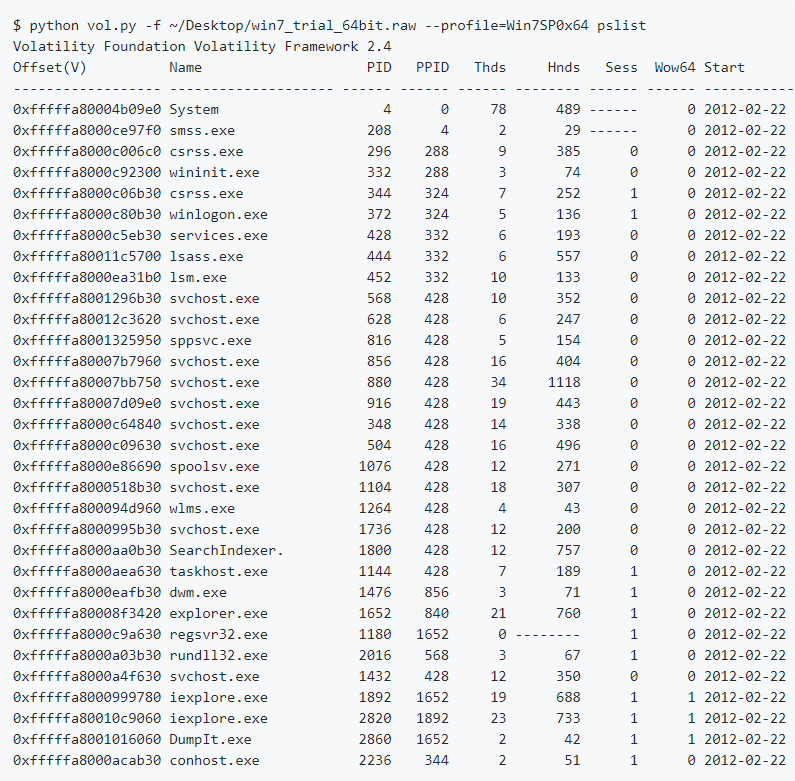 $ python vol.py -f ~/Desktop/win7_trial_64bit.raw --profile=Win7SP0x64 pslist
Volatility Foundation Volatility Framework 2.4
Offset(V)          Name                    PID   PPID   Thds     Hnds   Sess  Wow64 Start
------------------ -------------------- ------ ------ ------ -------- ------ ------ -----------
0xfffffa80004b09e0 System                    4      0     78      489 ------      0 2012-02-22
0xfffffa8000ce97f0 smss.exe                208      4      2       29 ------      0 2012-02-22
0xfffffa8000c006c0 csrss.exe               296    288      9      385      0      0 2012-02-22
0xfffffa8000c92300 wininit.exe             332    288      3       74      0      0 2012-02-22
0xfffffa8000c06b30 csrss.exe               344    324      7      252      1      0 2012-02-22
0xfffffa8000c80b30 winlogon.exe            372    324      5      136      1      0 2012-02-22
0xfffffa8000c5eb30 services.exe            428    332      6      193      0      0 2012-02-22
0xfffffa80011c5700 lsass.exe               444    332      6      557      0      0 2012-02-22
0xfffffa8000ea31b0 lsm.exe                 452    332     10      133      0      0 2012-02-22
0xfffffa8001296b30 svchost.exe             568    428     10      352      0      0 2012-02-22
0xfffffa80012c3620 svchost.exe             628    428      6      247      0      0 2012-02-22
0xfffffa8001325950 sppsvc.exe              816    428      5      154      0      0 2012-02-22
0xfffffa80007b7960 svchost.exe             856    428     16      404      0      0 2012-02-22
0xfffffa80007bb750 svchost.exe             880    428     34     1118      0      0 2012-02-22
0xfffffa80007d09e0 svchost.exe             916    428     19      443      0      0 2012-02-22
0xfffffa8000c64840 svchost.exe             348    428     14      338      0      0 2012-02-22
0xfffffa8000c09630 svchost.exe             504    428     16      496      0      0 2012-02-22
0xfffffa8000e86690 spoolsv.exe            1076    428     12      271      0      0 2012-02-22
0xfffffa8000518b30 svchost.exe            1104    428     18      307      0      0 2012-02-22
0xfffffa800094d960 wlms.exe               1264    428      4       43      0      0 2012-02-22
0xfffffa8000995b30 svchost.exe            1736    428     12      200      0      0 2012-02-22
0xfffffa8000aa0b30 SearchIndexer.         1800    428     12      757      0      0 2012-02-22
0xfffffa8000aea630 taskhost.exe           1144    428      7      189      1      0 2012-02-22
0xfffffa8000eafb30 dwm.exe                1476    856      3       71      1      0 2012-02-22
0xfffffa80008f3420 explorer.exe           1652    840     21      760      1      0 2012-02-22
0xfffffa8000c9a630 regsvr32.exe           1180   1652      0 --------      1      0 2012-02-22
0xfffffa8000a03b30 rundll32.exe           2016    568      3       67      1      0 2012-02-22
0xfffffa8000a4f630 svchost.exe            1432    428     12      350      0      0 2012-02-22
0xfffffa8000999780 iexplore.exe           1892   1652     19      688      1      1 2012-02-22
0xfffffa80010c9060 iexplore.exe           2820   1892     23      733      1      1 2012-02-22
0xfffffa8001016060 DumpIt.exe             2860   1652      2       42      1      1 2012-02-22
0xfffffa8000acab30 conhost.exe            2236    344      2       51      1      0 2012-02-22